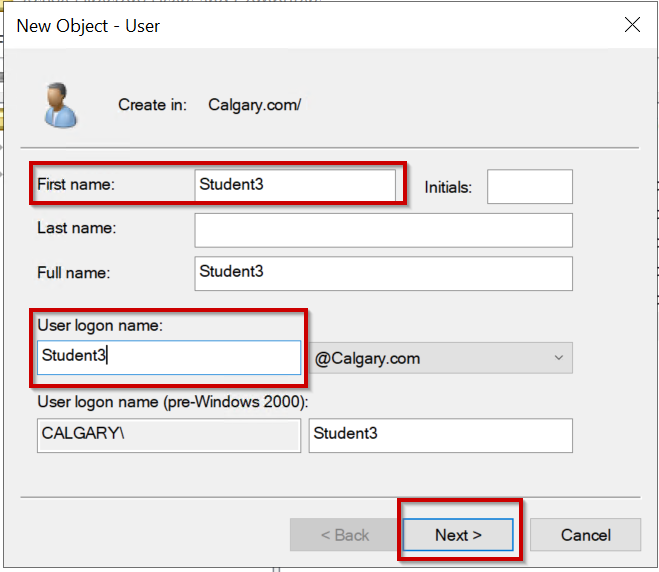 New Object - User
Create in: Calgary.com/
First name: Student3 Initials:
Last name:
Full name: Student3
User logon name:
Student3 @Calgary.com
User logon name (pre-Windows 2000):
CALGARY\ Student3
< Back Next > Cancel